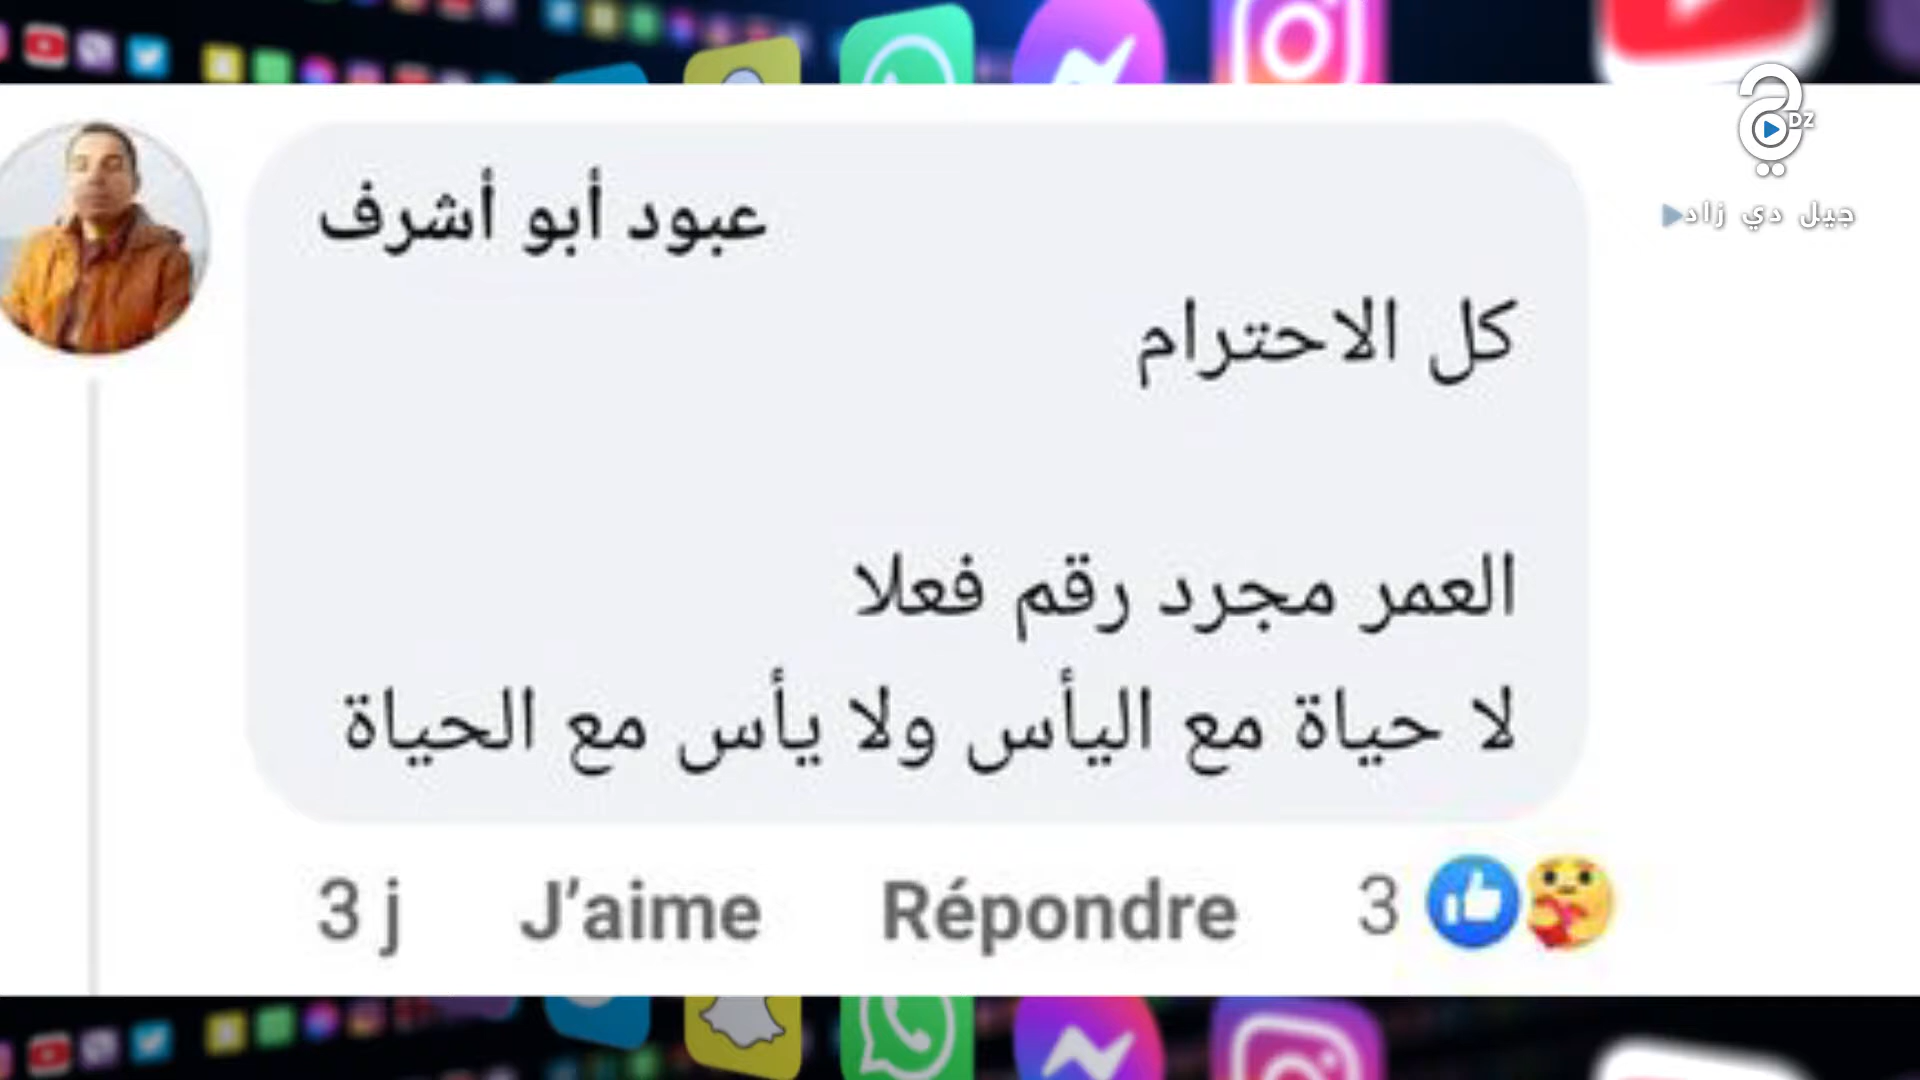 DZ
جيل دي زاد
عبود أبو أشرف
كل الاحترام
العمر مجرد رقم فعلا
لا حياة مع اليأس ولا يأس مع الحياة
3 j J’aime Répondre 3